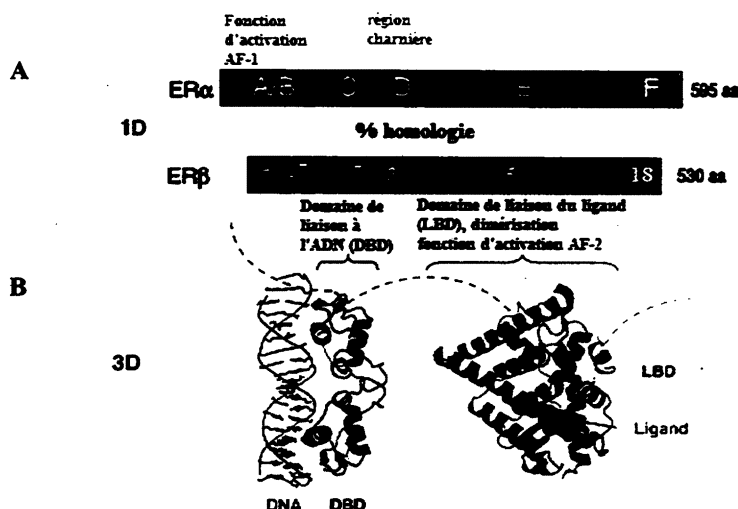 Fonction
d'activation
AF-1
région
charnière
A
ERα
F
595 aa
1D
% homologie
ERβ
18
530 aa
Domaine de
liaison à
l'ADN (DBD)
Domaine de liaison du ligand
(LBD), dimérisation
fonction d'activation AF-2
B
3D
LBD
Ligand
DNA
DBD